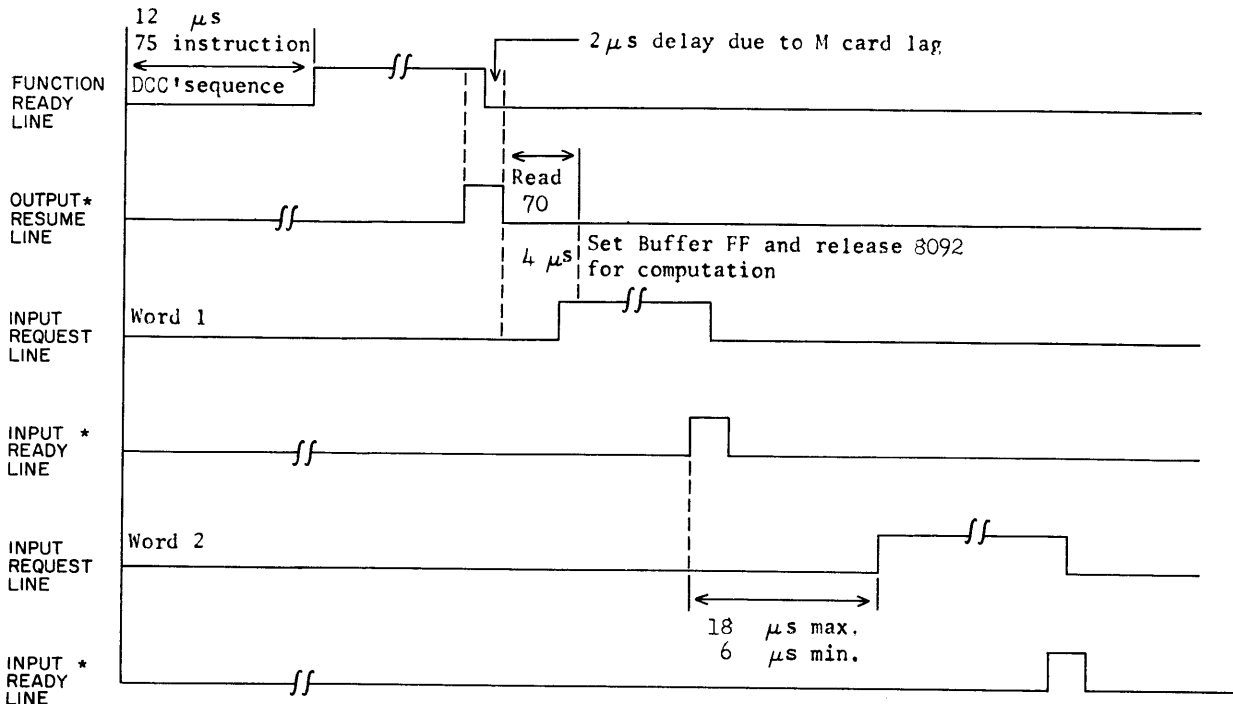 12 μs
75 instruction
DCC'sequence
2μs delay due to M card lag
FUNCTION
READY
LINE
OUTPUT*
RESUME
LINE
Read
70
4 μs
Set Buffer FF and release 8092
for computation
INPUT
REQUEST
LINE
Word 1
INPUT *
READY
LINE
INPUT
REQUEST
LINE
Word 2
18 μs max.
6 μs min.
INPUT *
READY
LINE